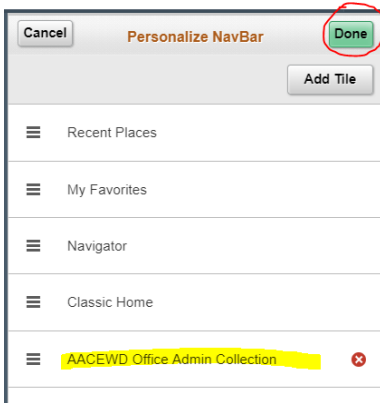 Cancel Personalize NavBar Done
Add Tile
Recent Places
My Favorites
Navigator
Classic Home
AACEWD Office Admin Collection